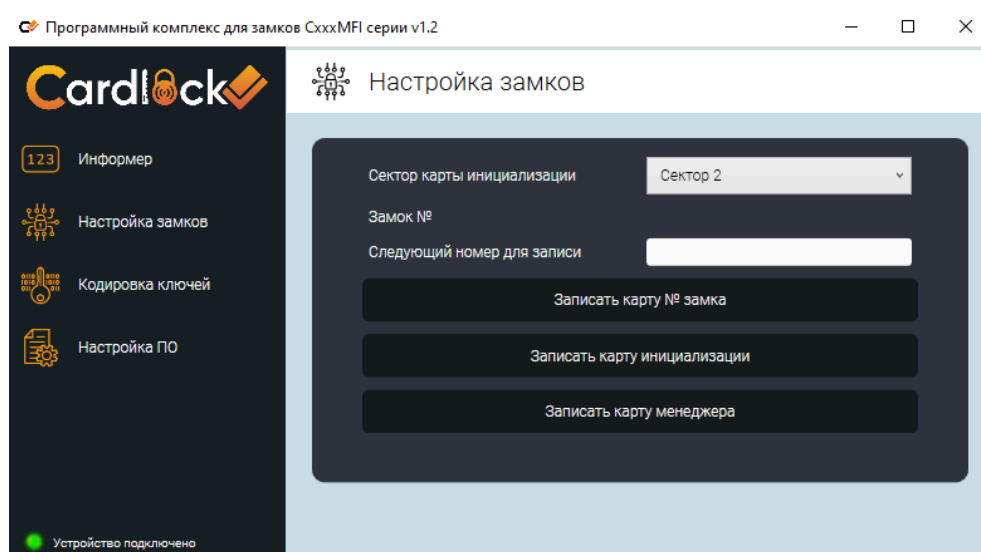 Программный комплекс для замков CxxxMFI серии v1.2
Cardlock
Настройка замков
123
Информер
Настройка замков
Кодировка ключей
Настройка ПО
Устройство подключено
Сектор карты инициализации
Сектор 2
Замок №
Следующий номер для записи
Записать карту № замка
Записать карту инициализации
Записать карту менеджера